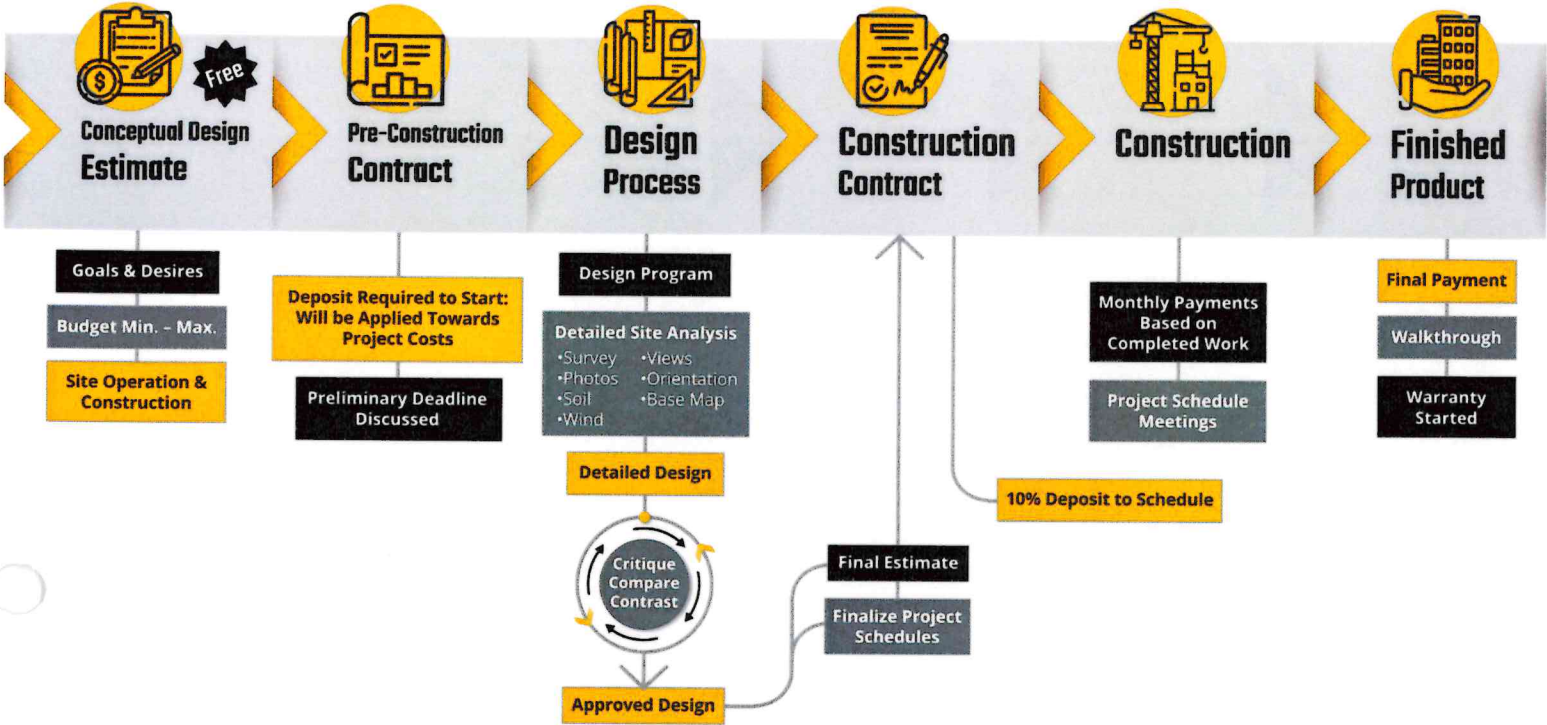 Free
Conceptual Design
Estimate
Pre-Construction
Contract
Design
Process
Construction
Contract
Construction
Finished
Product
Goals & Desires
Budget Min. – Max.
Site Operation &
Construction
Deposit Required to Start:
Will be Applied Towards
Project Costs
Preliminary Deadline
Discussed
Design Program
Detailed Site Analysis
•Survey
•Photos
•Soil
•Wind
•Views
•Orientation
•Base Map
Detailed Design
Critique
Compare
Contrast
Approved Design
Final Estimate
Finalize Project
Schedules
10% Deposit to Schedule
Monthly Payments
Based on
Completed Work
Project Schedule
Meetings
Final Payment
Walkthrough
Warranty
Started